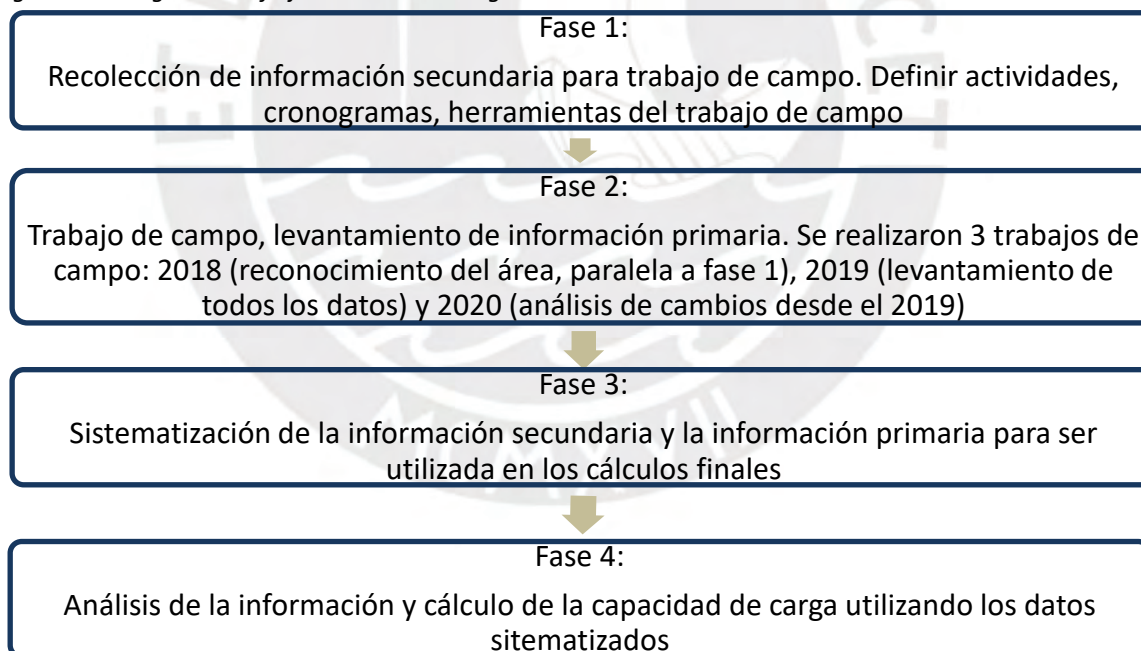 Fase 1:
Recolección de información secundaria para trabajo de campo. Definir actividades,
cronogramas, herramientas del trabajo de campo
Fase 2:
Trabajo de campo, levantamiento de información primaria. Se realizaron 3 trabajos de
campo: 2018 (reconocimiento del área, paralela a fase 1), 2019 (levantamiento de
todos los datos) y 2020 (análisis de cambios desde el 2019)
Fase 3:
Sistematización de la información secundaria y la información primaria para ser
utilizada en los cálculos finales
MCMXVII
Fase 4:
Análisis de la información y cálculo de la capacidad de carga utilizando los datos
sitematizados